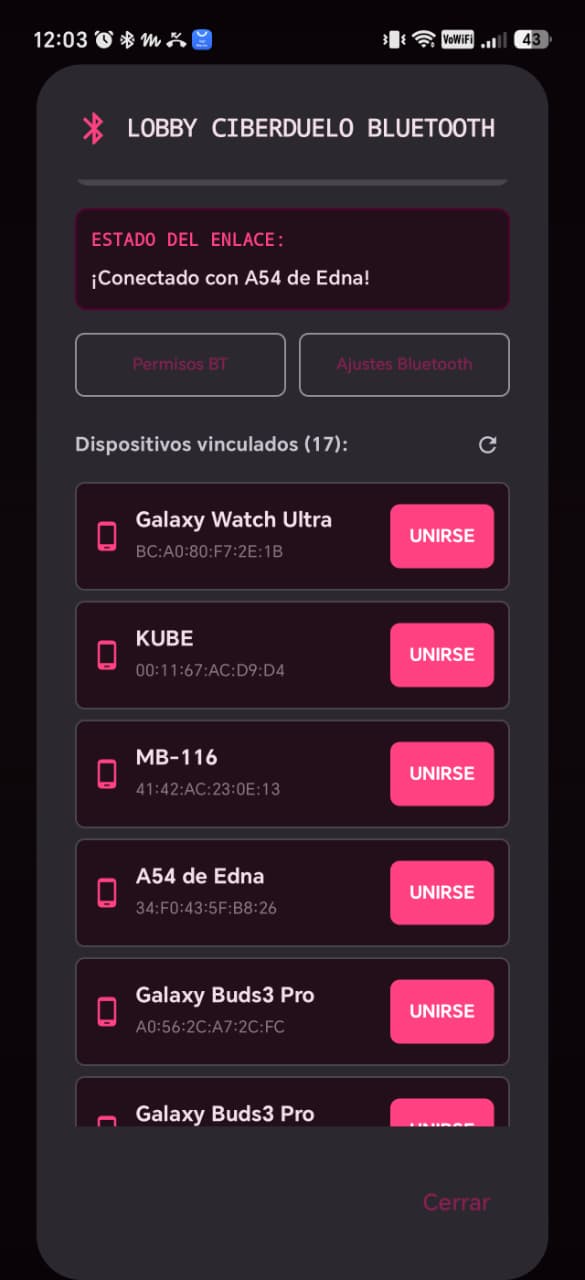 12:03
VoWiFi
43
LOBBY CIBERDUELO BLUETOOTH
ESTADO DEL ENLACE:
¡Conectado con A54 de Edna!
Permisos BT
Ajustes Bluetooth
Dispositivos vinculados (17):
Galaxy Watch Ultra
BC:A0:80:F7:2E:1B
UNIRSE
KUBE
00:11:67:AC:D9:D4
UNIRSE
MB-116
41:42:AC:23:0E:13
UNIRSE
A54 de Edna
34:F0:43:5F:B8:26
UNIRSE
Galaxy Buds3 Pro
A0:56:2C:A7:2C:FC
UNIRSE
Galaxy Buds3 Pro
UNIRSE
Cerrar